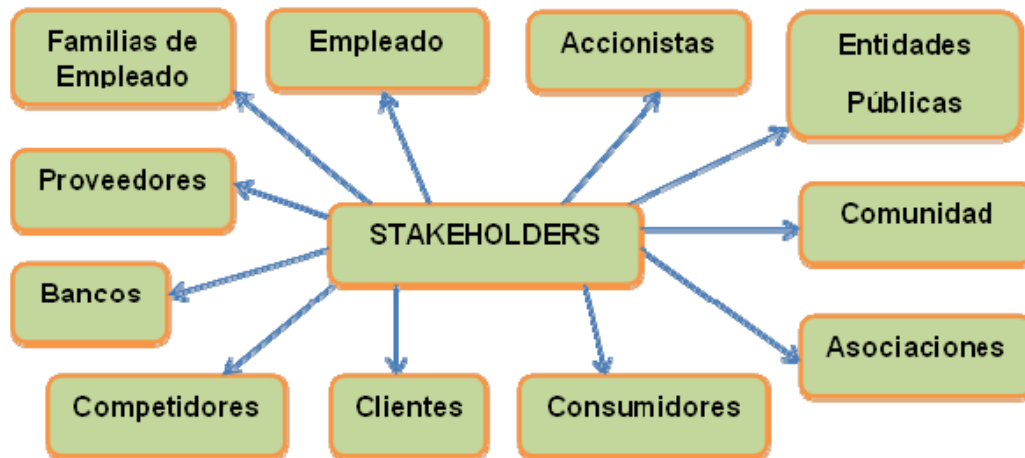 Familias de
Empleado
Empleado
Accionistas
Entidades
Públicas
Proveedores
STAKEHOLDERS
Comunidad
Bancos
Asociaciones
Competidores
Clientes
Consumidores